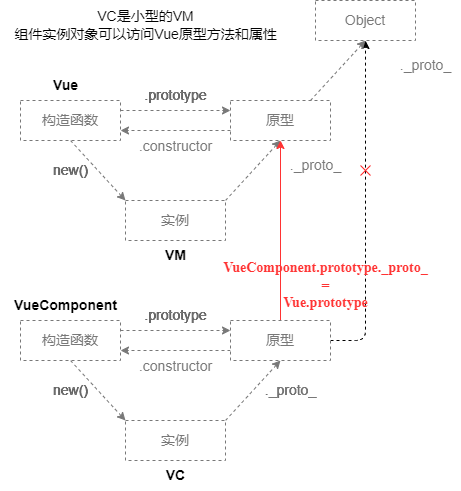 VC是小型的VM
组件实例对象可以访问Vue原型方法和属性
Object
._proto_
Vue
构造函数
.prototype
.constructor
原型
new()
._proto_
实例
VM
VueComponent.prototype._proto_
=
Vue.prototype
VueComponent
构造函数
.prototype
.constructor
原型
new()
._proto_
实例
VC